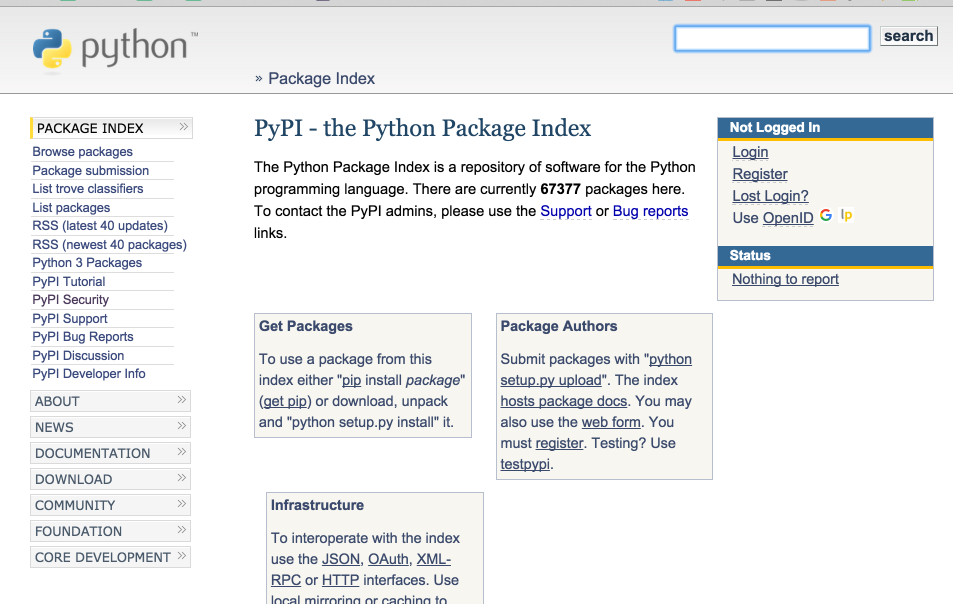 python™
search
» Package Index
PACKAGE INDEX »
Browse packages
Package submission
List trove classifiers
List packages
RSS (latest 40 updates)
RSS (newest 40 packages)
Python 3 Packages
PyPI Tutorial
PyPI Security
PyPI Support
PyPI Bug Reports
PyPI Discussion
PyPI Developer Info
ABOUT »
NEWS »
DOCUMENTATION »
DOWNLOAD »
COMMUNITY »
FOUNDATION »
CORE DEVELOPMENT »
PyPI - the Python Package Index
The Python Package Index is a repository of software for the Python
programming language. There are currently 67377 packages here.
To contact the PyPI admins, please use the Support or Bug reports
links.
Not Logged In
Login
Register
Lost Login?
Use OpenID G lp
Status
Nothing to report
Get Packages
To use a package from this
index either "pip install package"
(get pip) or download, unpack
and "python setup.py install" it.
Package Authors
Submit packages with "python
setup.py upload". The index
hosts package docs. You may
also use the web form. You
must register. Testing? Use
testpypi.
Infrastructure
To interoperate with the index
use the JSON, OAuth, XML-
RPC or HTTP interfaces. Use
local mirroring or caching to